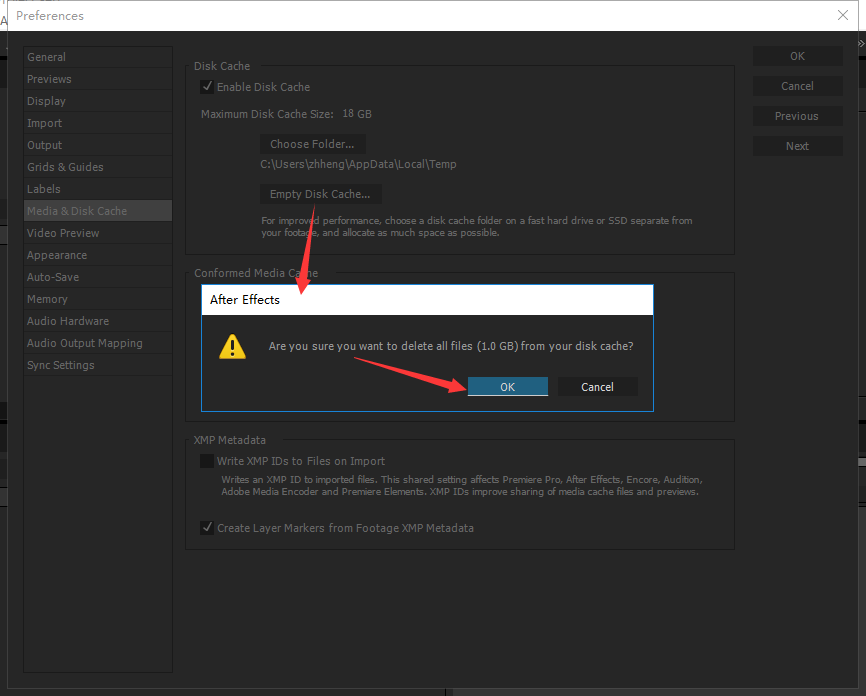 Preferences
General
Previews
Display
Import
Output
Grids & Guides
Labels
Media & Disk Cache
Video Preview
Appearance
Auto-Save
Memory
Audio Hardware
Audio Output Mapping
Sync Settings
Disk Cache
Enable Disk Cache
Maximum Disk Cache Size: 18 GB
Choose Folder...
C:\Users\zhheng\AppData\Local\Temp
Empty Disk Cache...
For improved performance, choose a disk cache folder on a fast hard drive or SSD separate from
your footage, and allocate as much space as possible.
Conformed Media Cache
After Effects
Are you sure you want to delete all files (1.0 GB) from your disk cache?
OK
Cancel
XMP Metadata
Write XMP IDs to Files on Import
Writes an XMP ID to imported files. This shared setting affects Premiere Pro, After Effects, Encore, Audition,
Adobe Media Encoder and Premiere Elements. XMP IDs improve sharing of media cache files and previews.
Create Layer Markers from Footage XMP Metadata
OK
Cancel
Previous
Next